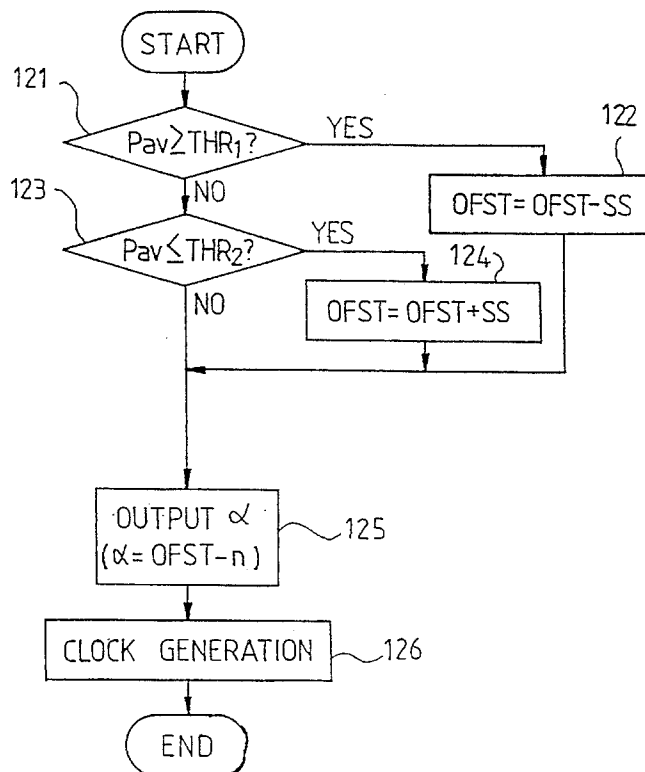 START
121
Pav≥THR₁?
YES
122
OFST=OFST-SS
NO
123
Pav≤THR₂?
YES
124
OFST=OFST+SS
NO
OUTPUT α
(α=OFST-n)
125
CLOCK GENERATION
126
END